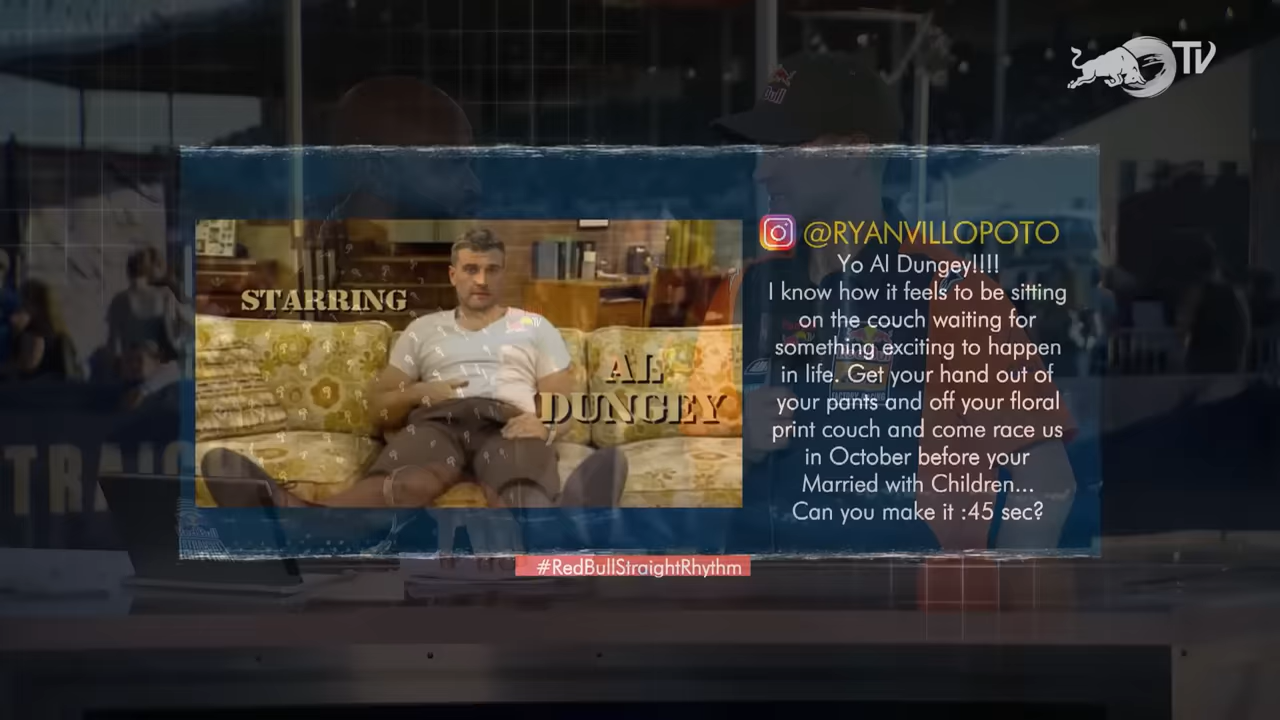 TV
Bull
STARRING
AL
DUNGEY
@RYANVILLOPOTO
Yo Al Dungey!!!!
I know how it feels to be sitting
on the couch waiting for
something exciting to happen
in life. Get your hand out of
your pants and off your floral
print couch and come race us
in October before your
Married with Children...
Can you make it :45 sec?
#RedBullStraightRhythm